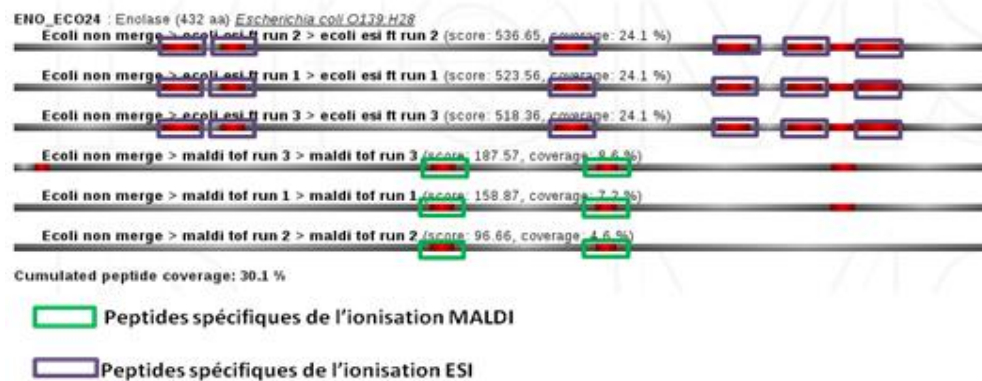 ENO_ECO24 : Enolase (432 aa) Escherichia coli O139:H28
Ecoli non merge > ecoli esi ft run 2 > ecoli esi ft run 2 (score: 536.65, coverage: 24.1 %)
Ecoli non merge > ecoli esi ft run 1 > ecoli esi ft run 1 (score: 523.56, coverage: 24.1 %)
Ecoli non merge > ecoli esi ft run 3 > ecoli esi ft run 3 (score: 518.36, coverage: 24.1 %)
Ecoli non merge > maldi tof run 3 > maldi tof run 3 (score: 187.57, coverage: 8.6 %)
Ecoli non merge > maldi tof run 1 > maldi tof run 1 (score: 158.87, coverage: 7.2 %)
Ecoli non merge > maldi tof run 2 > maldi tof run 2 (score: 96.66, coverage: 4.6 %)
Cumulated peptide coverage: 30.1 %
Peptides spécifiques de l'ionisation MALDI
Peptides spécifiques de l'ionisation ESI